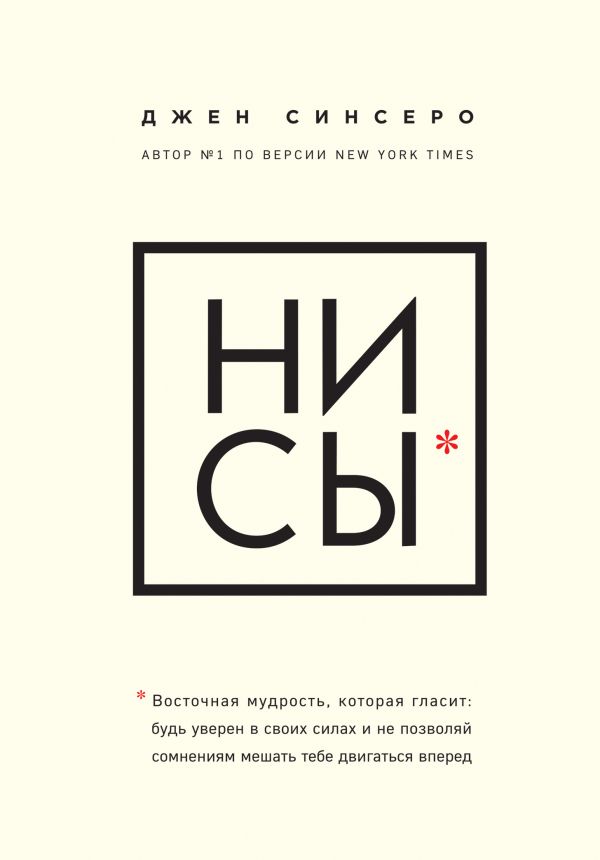 ДЖЕН СИНСЕРО
АВТОР №1 ПО ВЕРСИИ NEW YORK TIMES
НИ
СЫ*
* Восточная мудрость, которая гласит:
будь уверен в своих силах и не позволяй
сомнениям мешать тебе двигаться вперед